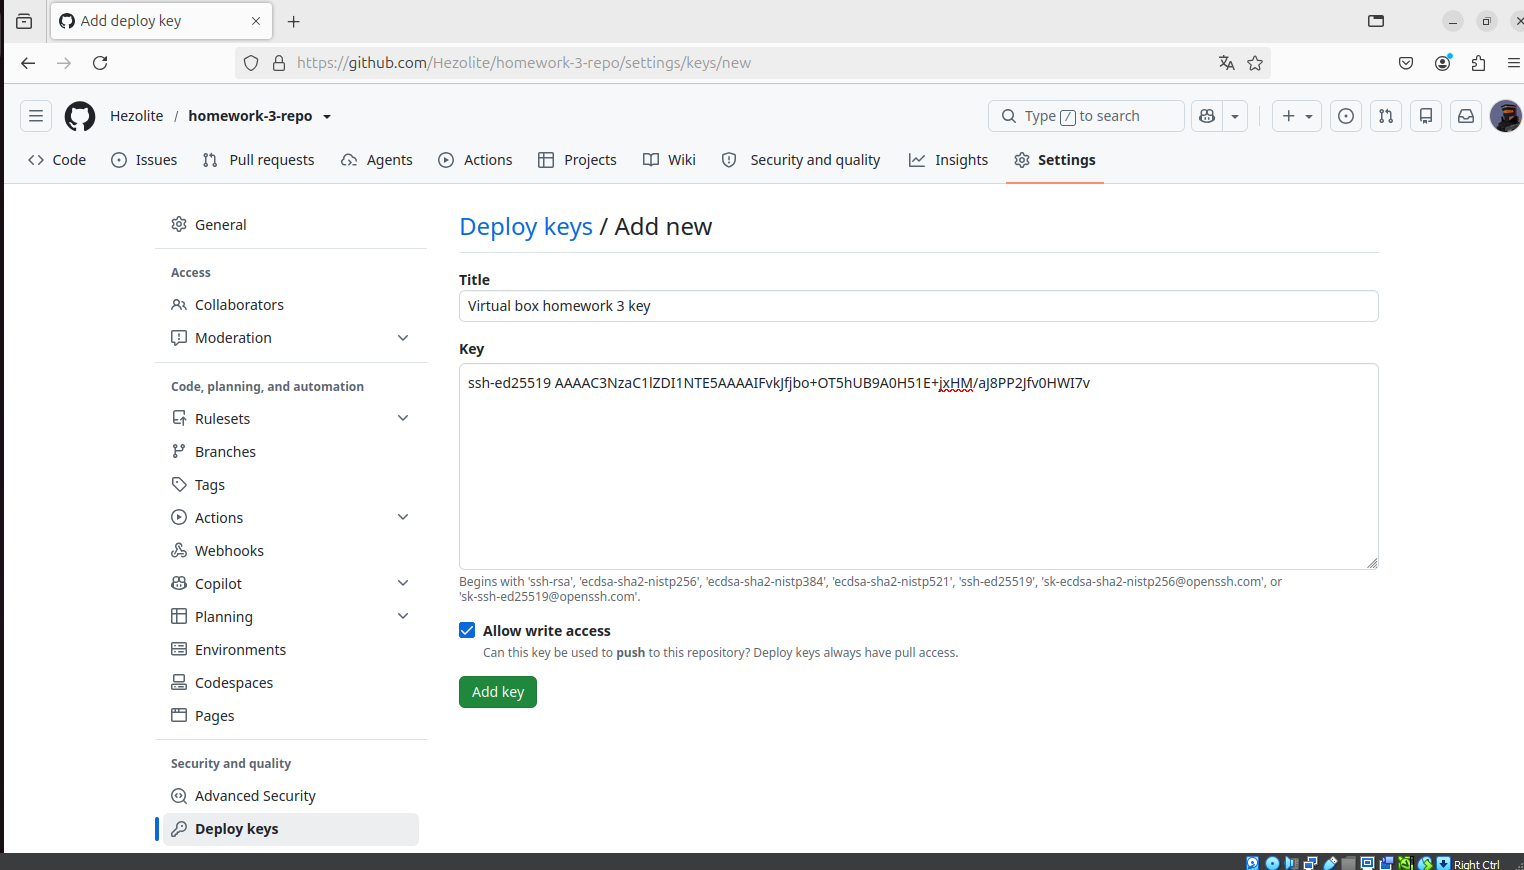 Add deploy key
https://github.com/Hezolite/homework-3-repo/settings/keys/new
Hezolite / homework-3-repo
Type / to search
Code Issues Pull requests Agents Actions Projects Wiki Security and quality Insights Settings
General
Access
Collaborators
Moderation
Code, planning, and automation
Rulesets
Branches
Tags
Actions
Webhooks
Copilot
Planning
Environments
Codespaces
Pages
Security and quality
Advanced Security
Deploy keys
Deploy keys / Add new
Title
Virtual box homework 3 key
Key
ssh-ed25519 AAAAC3NzaC1lZDI1NTE5AAAAIFvkJfjbo+OT5hUB9A0H51E+jxHM/aJ8PP2Jfv0HWI7v
Begins with 'ssh-rsa', 'ecdsa-sha2-nistp256', 'ecdsa-sha2-nistp384', 'ecdsa-sha2-nistp521', 'ssh-ed25519', 'sk-ecdsa-sha2-nistp256@openssh.com', or
'sk-ssh-ed25519@openssh.com'.
Allow write access
Can this key be used to push to this repository? Deploy keys always have pull access.
Add key
Right Ctrl